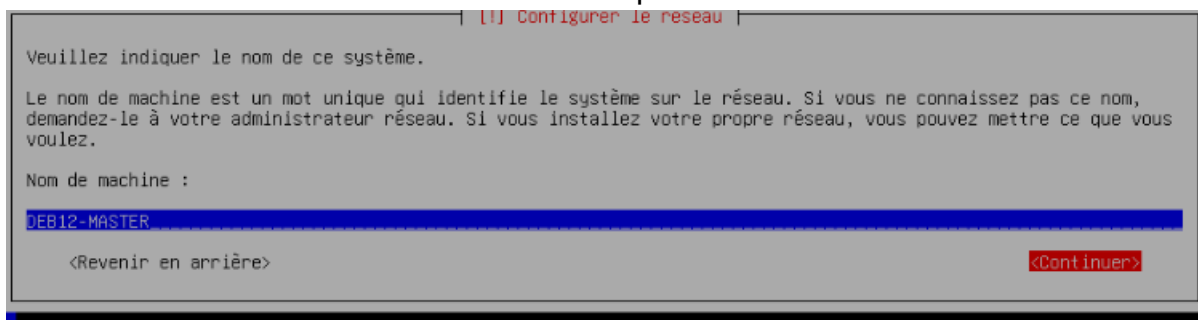 [!] Configurer le réseau
Veuillez indiquer le nom de ce système.
Le nom de machine est un mot unique qui identifie le système sur le réseau. Si vous ne connaissez pas ce nom,
demandez-le à votre administrateur réseau. Si vous installez votre propre réseau, vous pouvez mettre ce que vous
voulez.
Nom de machine :
DEB12-MASTER
<Revenir en arrière>
<Continuer>